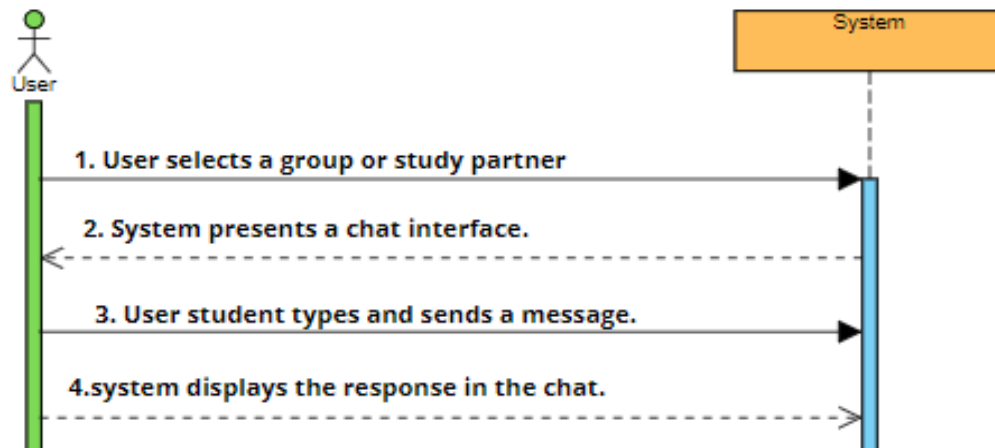 System
User
1. User selects a group or study partner
2. System presents a chat interface.
3. User student types and sends a message.
4.system displays the response in the chat.